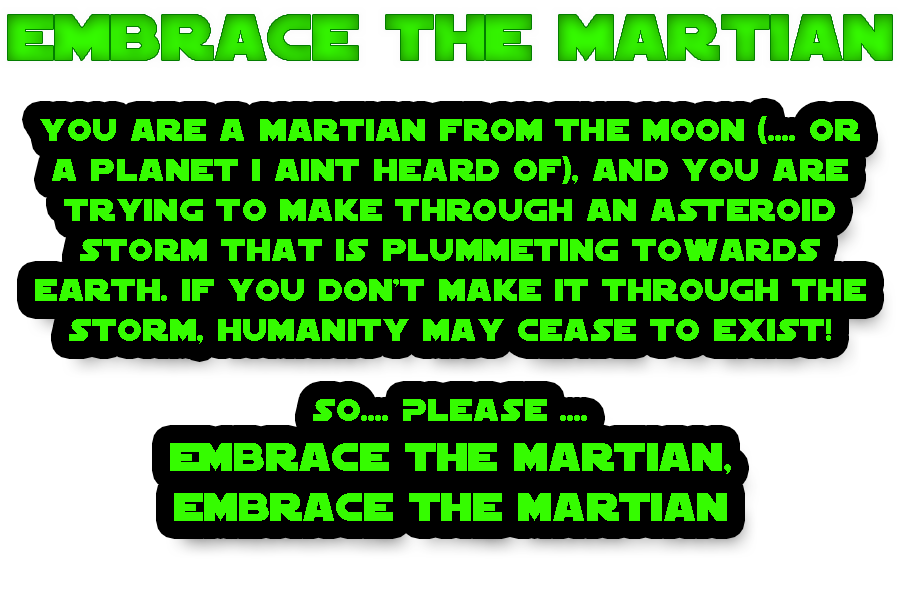 EMBRACE THE MARTIAN
YOU ARE A MARTIAN FROM THE MOON (.... OR
A PLANET I AINT HEARD OF), AND YOU ARE
TRYING TO MAKE THROUGH AN ASTEROID
STORM THAT IS PLUMMETING TOWARDS
EARTH. IF YOU DON'T MAKE IT THROUGH THE
STORM, HUMANITY MAY CEASE TO EXIST!
SO.... PLEASE ....
EMBRACE THE MARTIAN,
EMBRACE THE MARTIAN